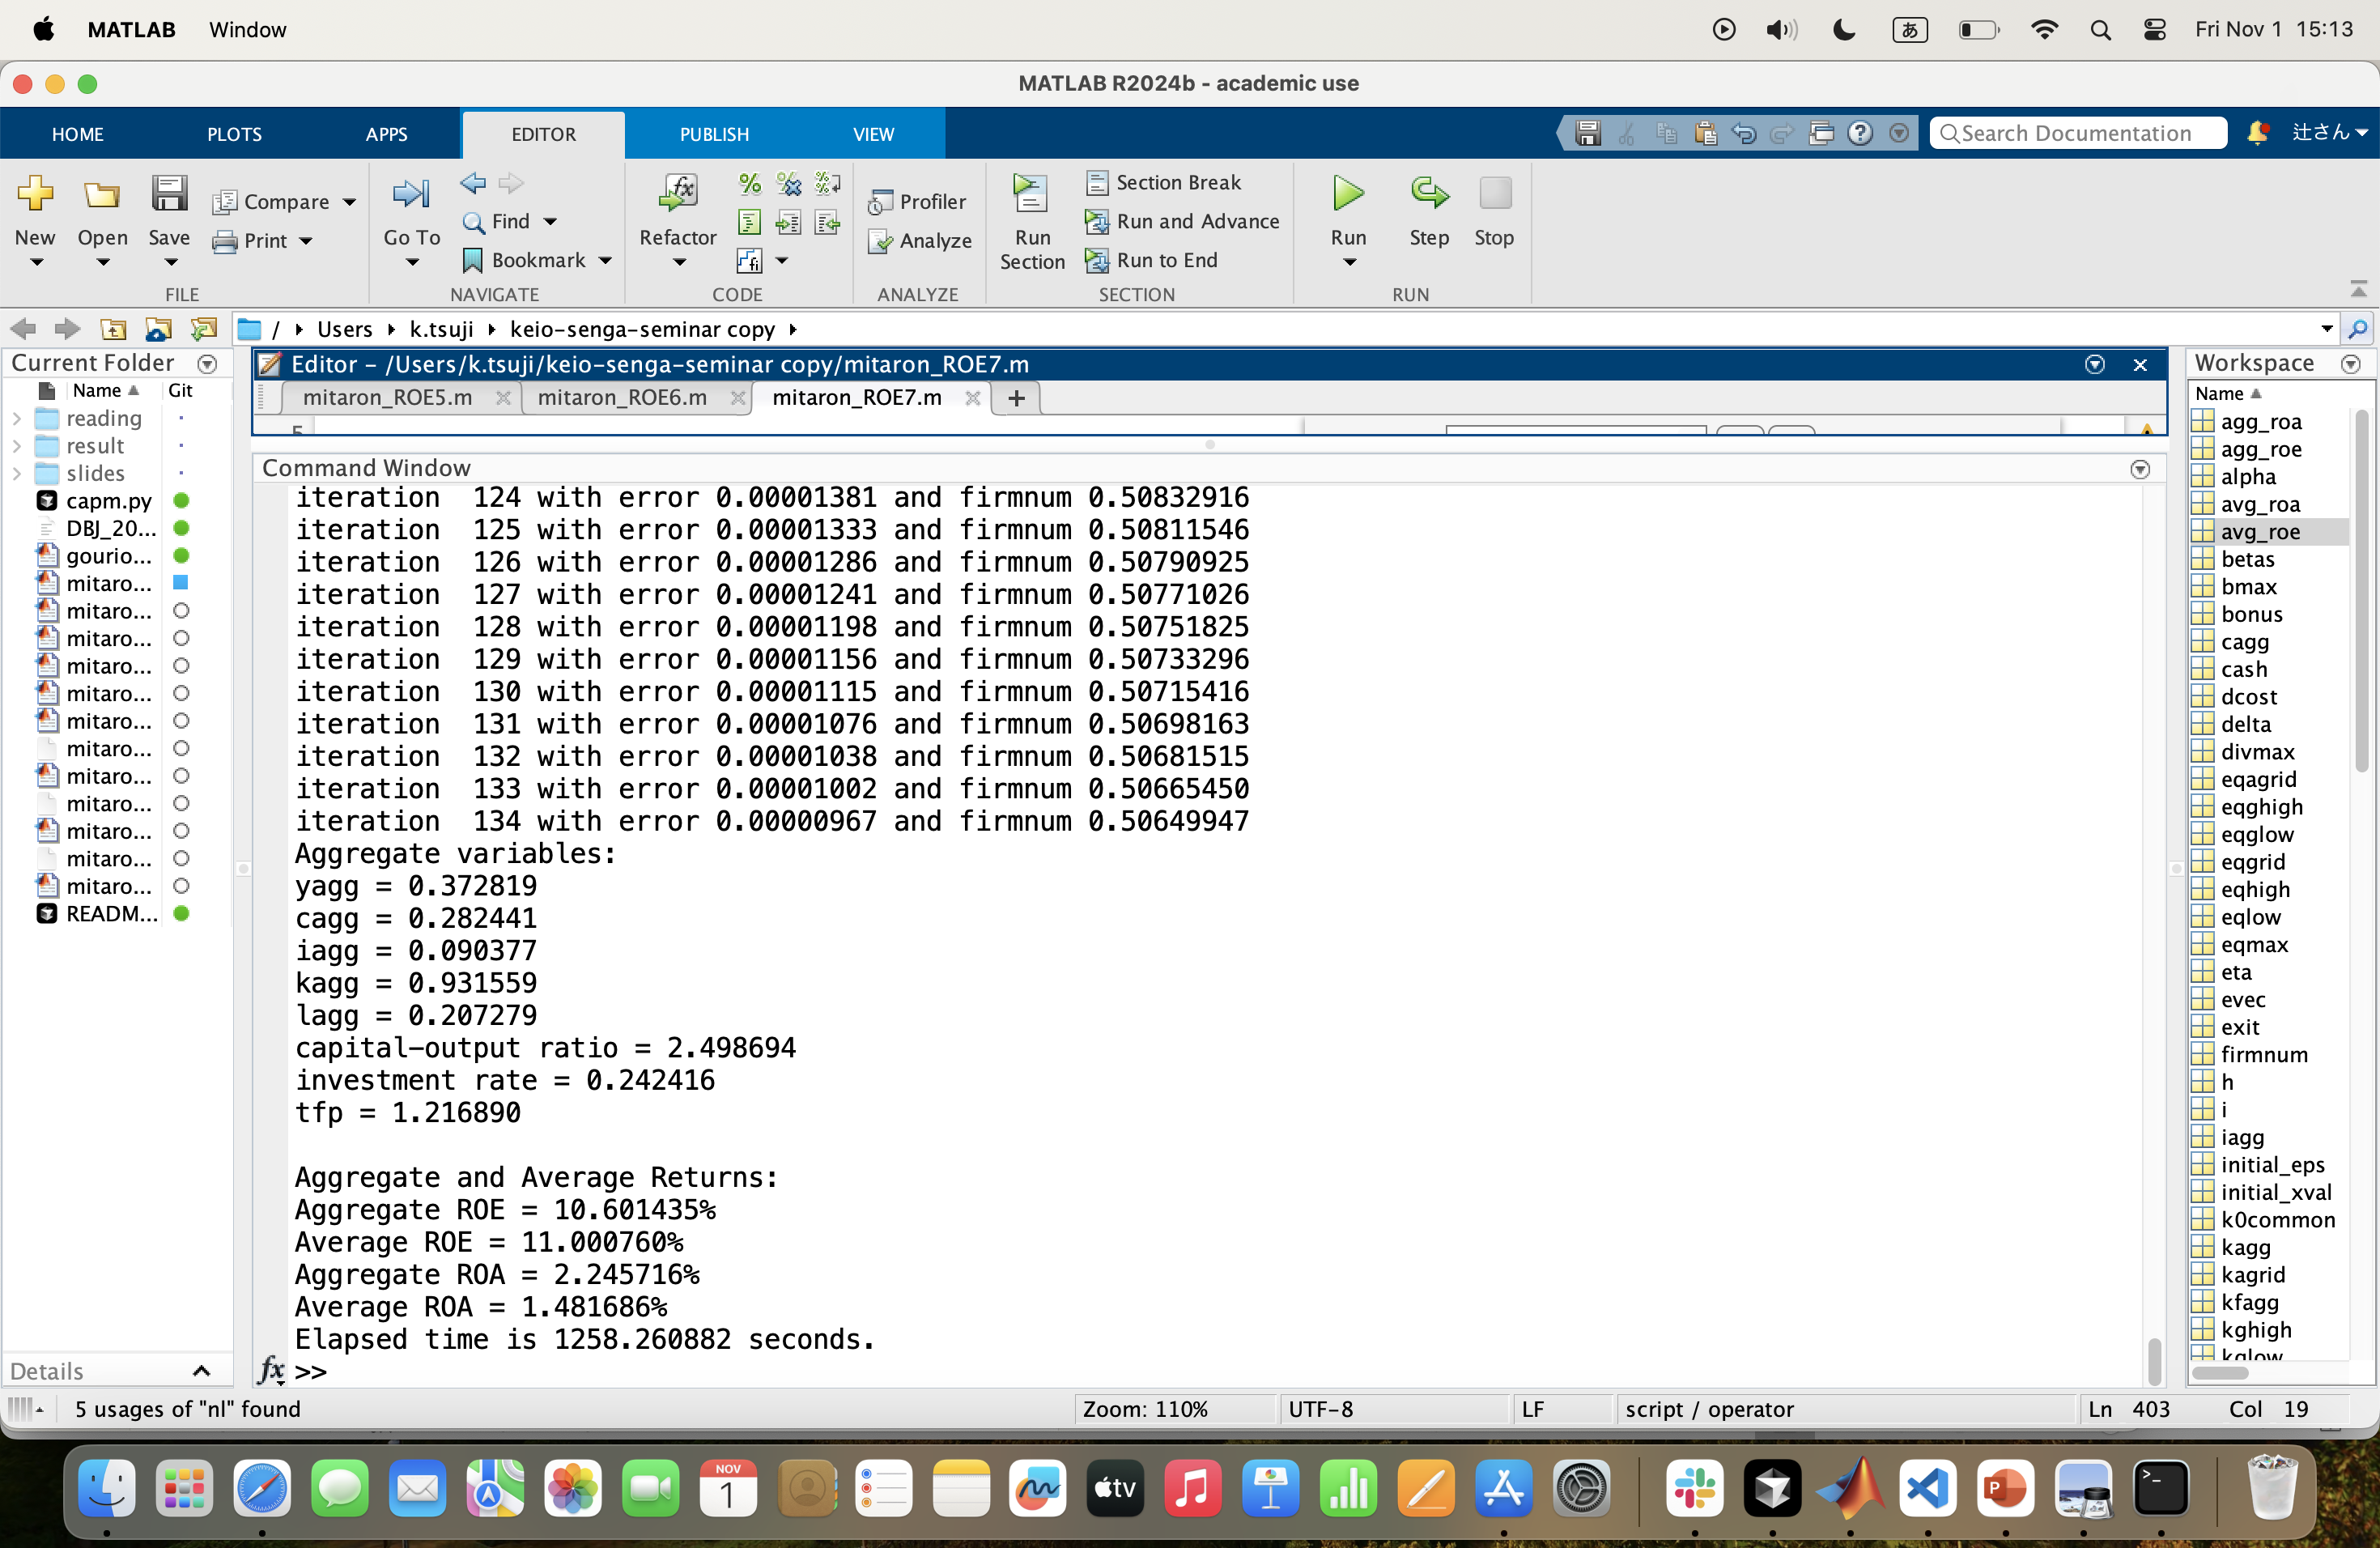 MATLAB Window あ Fri Nov 1 15:13
MATLAB R2024b - academic use
HOME PLOTS APPS EDITOR PUBLISH VIEW Search Documentation 辻さん
New Open Save Compare Print
Go To Find Bookmark
Refactor
Profiler Analyze
Run Section Section Break Run and Advance Run to End
Run Step Stop
FILE NAVIGATE CODE ANALYZE SECTION RUN
/ Users k.tsuji keio-senga-seminar copy
Current Folder
Name Git
reading
result
slides
capm.py
DBJ_20...
gourio...
mitaro...
mitaro...
mitaro...
mitaro...
mitaro...
mitaro...
mitaro...
mitaro...
mitaro...
mitaro...
mitaro...
mitaro...
READM...
Details
Editor - /Users/k.tsuji/keio-senga-seminar copy/mitaron_ROE7.m
mitaron_ROE5.m mitaron_ROE6.m mitaron_ROE7.m
Command Window
iteration 124 with error 0.00001381 and firmnum 0.50832916
iteration 125 with error 0.00001333 and firmnum 0.50811546
iteration 126 with error 0.00001286 and firmnum 0.50790925
iteration 127 with error 0.00001241 and firmnum 0.50771026
iteration 128 with error 0.00001198 and firmnum 0.50751825
iteration 129 with error 0.00001156 and firmnum 0.50733296
iteration 130 with error 0.00001115 and firmnum 0.50715416
iteration 131 with error 0.00001076 and firmnum 0.50698163
iteration 132 with error 0.00001038 and firmnum 0.50681515
iteration 133 with error 0.00001002 and firmnum 0.50665450
iteration 134 with error 0.00000967 and firmnum 0.50649947
Aggregate variables:
yagg = 0.372819
cagg = 0.282441
iagg = 0.090377
kagg = 0.931559
lagg = 0.207279
capital-output ratio = 2.498694
investment rate = 0.242416
tfp = 1.216890
Aggregate and Average Returns:
Aggregate ROE = 10.601435%
Average ROE = 11.000760%
Aggregate ROA = 2.245716%
Average ROA = 1.481686%
Elapsed time is 1258.260882 seconds.
fx >>
Workspace
Name
agg_roa
agg_roe
alpha
avg_roa
avg_roe
betas
bmax
bonus
cagg
cash
dcost
delta
divmax
eqagrid
eqghigh
eqglow
eqgrid
eqhigh
eqlow
eqmax
eta
evec
exit
firmnum
h
i
iagg
initial_eps
initial_xval
k0common
kagg
kagrid
kfagg
kghigh
kglow
5 usages of "nl" found Zoom: 110% UTF-8 LF script / operator Ln 403 Col 19
NOV
1
tv